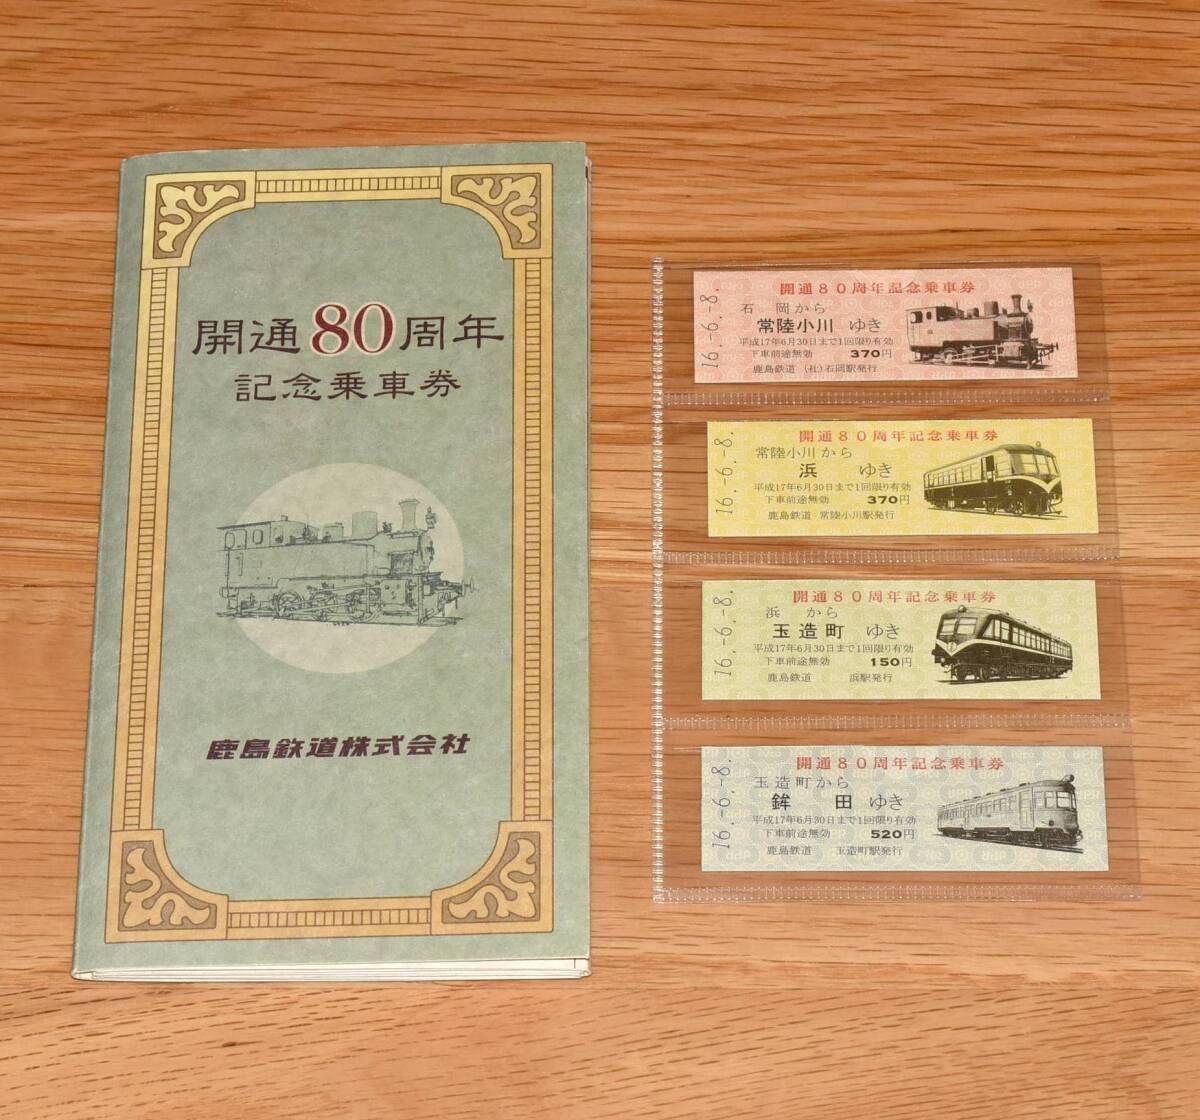 開通80周年
記念乗車券
鹿島鉄道株式会社
開通80周年記念乗車券
石 岡から
常陸小川 ゆき
平成17年6月30日まで1回限り有効
下車前途無効 370円
鹿島鉄道 (社)石岡駅発行
16.-6.-8.
開通80周年記念乗車券
常陸小川から
浜 ゆき
平成17年6月30日まで1回限り有効
下車前途無効 370円
鹿島鉄道 常陸小川駅発行
16.-6.-8.
開通80周年記念乗車券
浜 から
玉造町 ゆき
平成17年6月30日まで1回限り有効
下車前途無効 150円
鹿島鉄道 浜駅発行
16.-6.-8.
開通80周年記念乗車券
玉造町から
鉾 田 ゆき
平成17年6月30日まで1回限り有効
下車前途無効 520円
鹿島鉄道 玉造町駅発行
16.-6.-8.